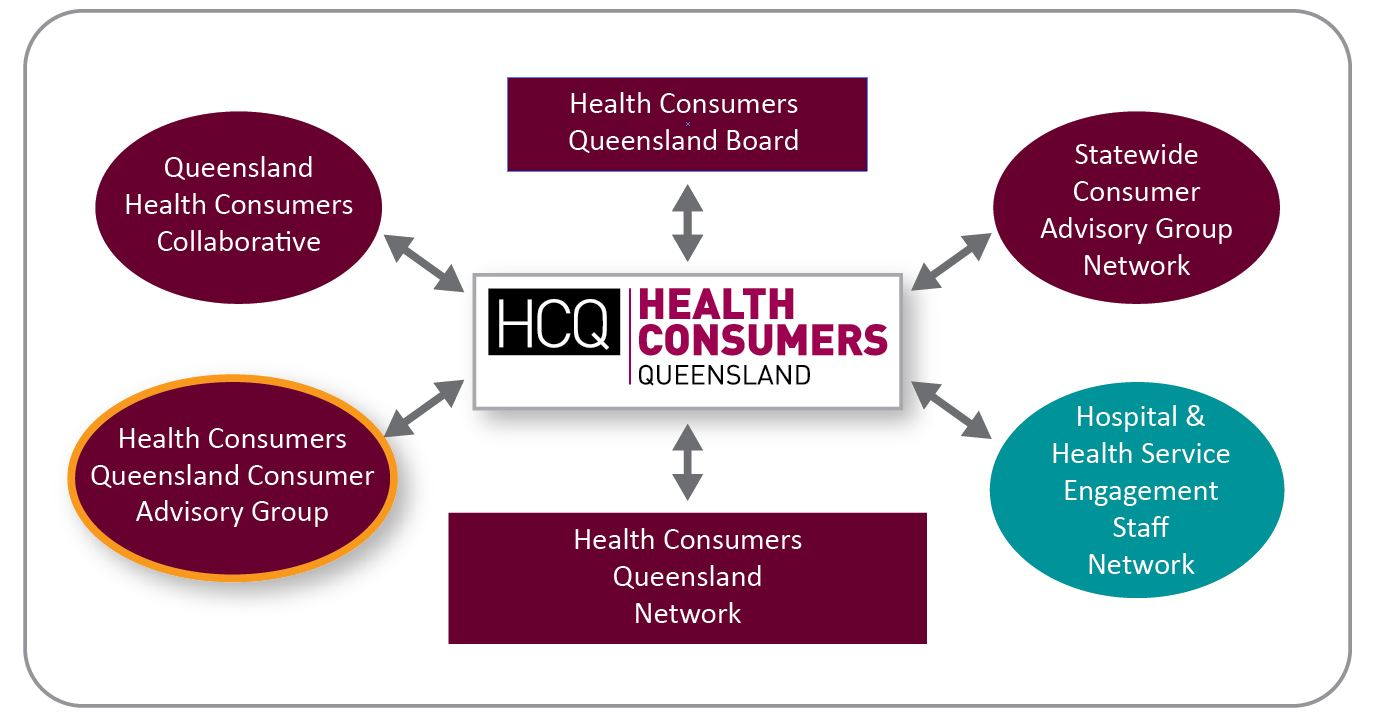 Health Consumers
Queensland Board
Queensland
Health Consumers
Collaborative
Statewide
Consumer
Advisory Group
Network
HCQ
HEALTH
CONSUMERS
QUEENSLAND
Health Consumers
Queensland Consumer
Advisory Group
Hospital &
Health Service
Engagement
Staff
Network
Health Consumers
Queensland
Network